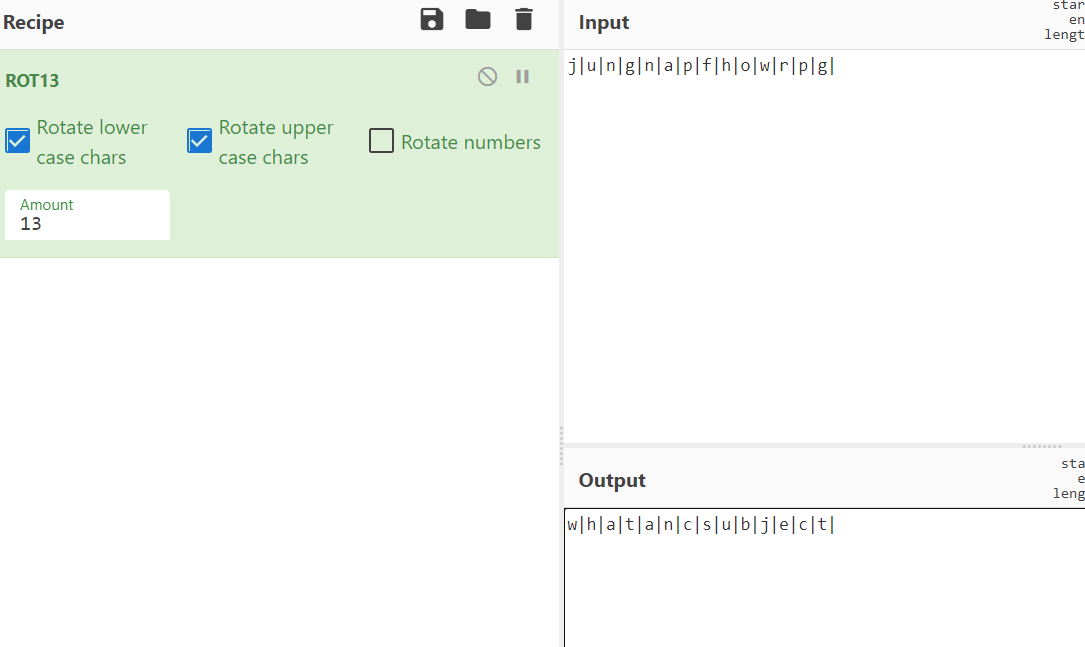 Recipe
ROT13
Rotate lower
case chars
Rotate upper
case chars
Rotate numbers
Amount
13
Input
star
en
lengt
j|u|n|g|n|a|p|f|h|o|w|r|p|g|
Output
sta
e
leng
w|h|a|t|a|n|c|s|u|b|j|e|c|t|